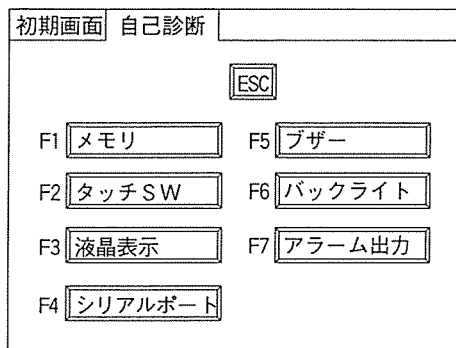 初期画面 自己診断
ESC
F1 メモリ F5 ブザー
F2 タッチSW F6 バックライト
F3 液晶表示 F7 アラーム出力
F4 シリアルポート